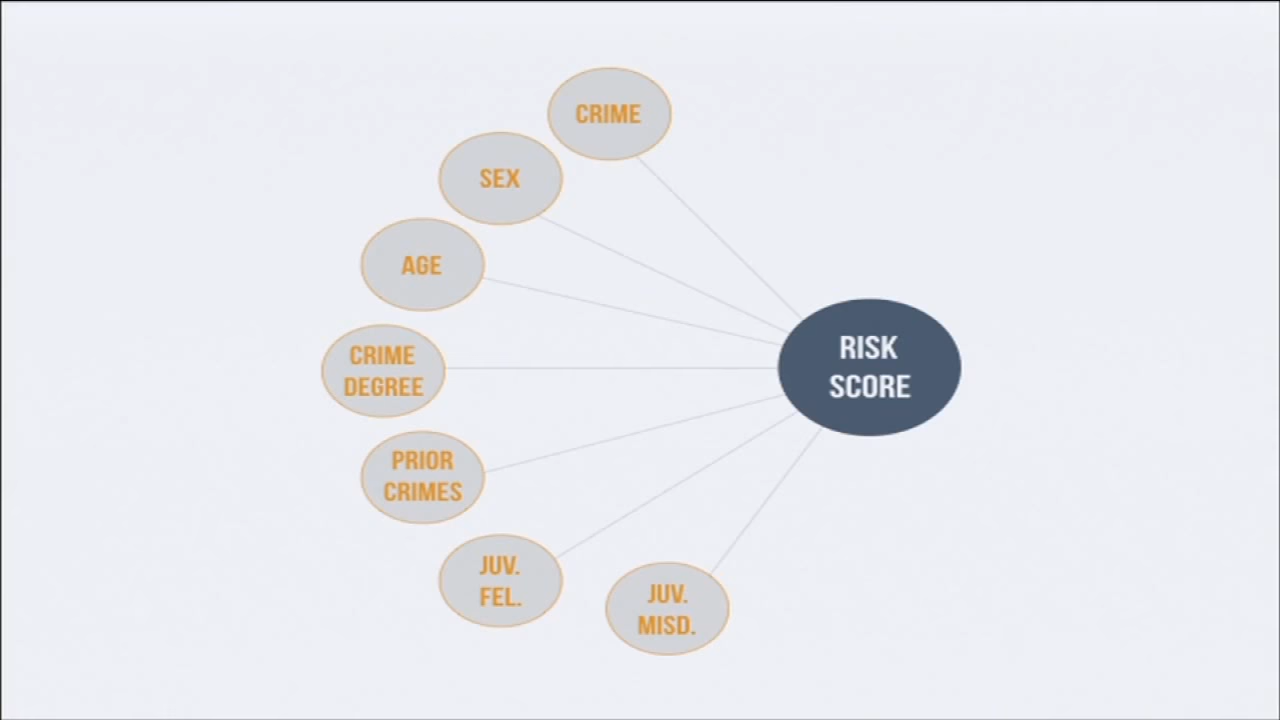 CRIME
SEX
AGE
CRIME
DEGREE
PRIOR
CRIMES
JUV.
FEL.
JUV.
MISD.
RISK
SCORE